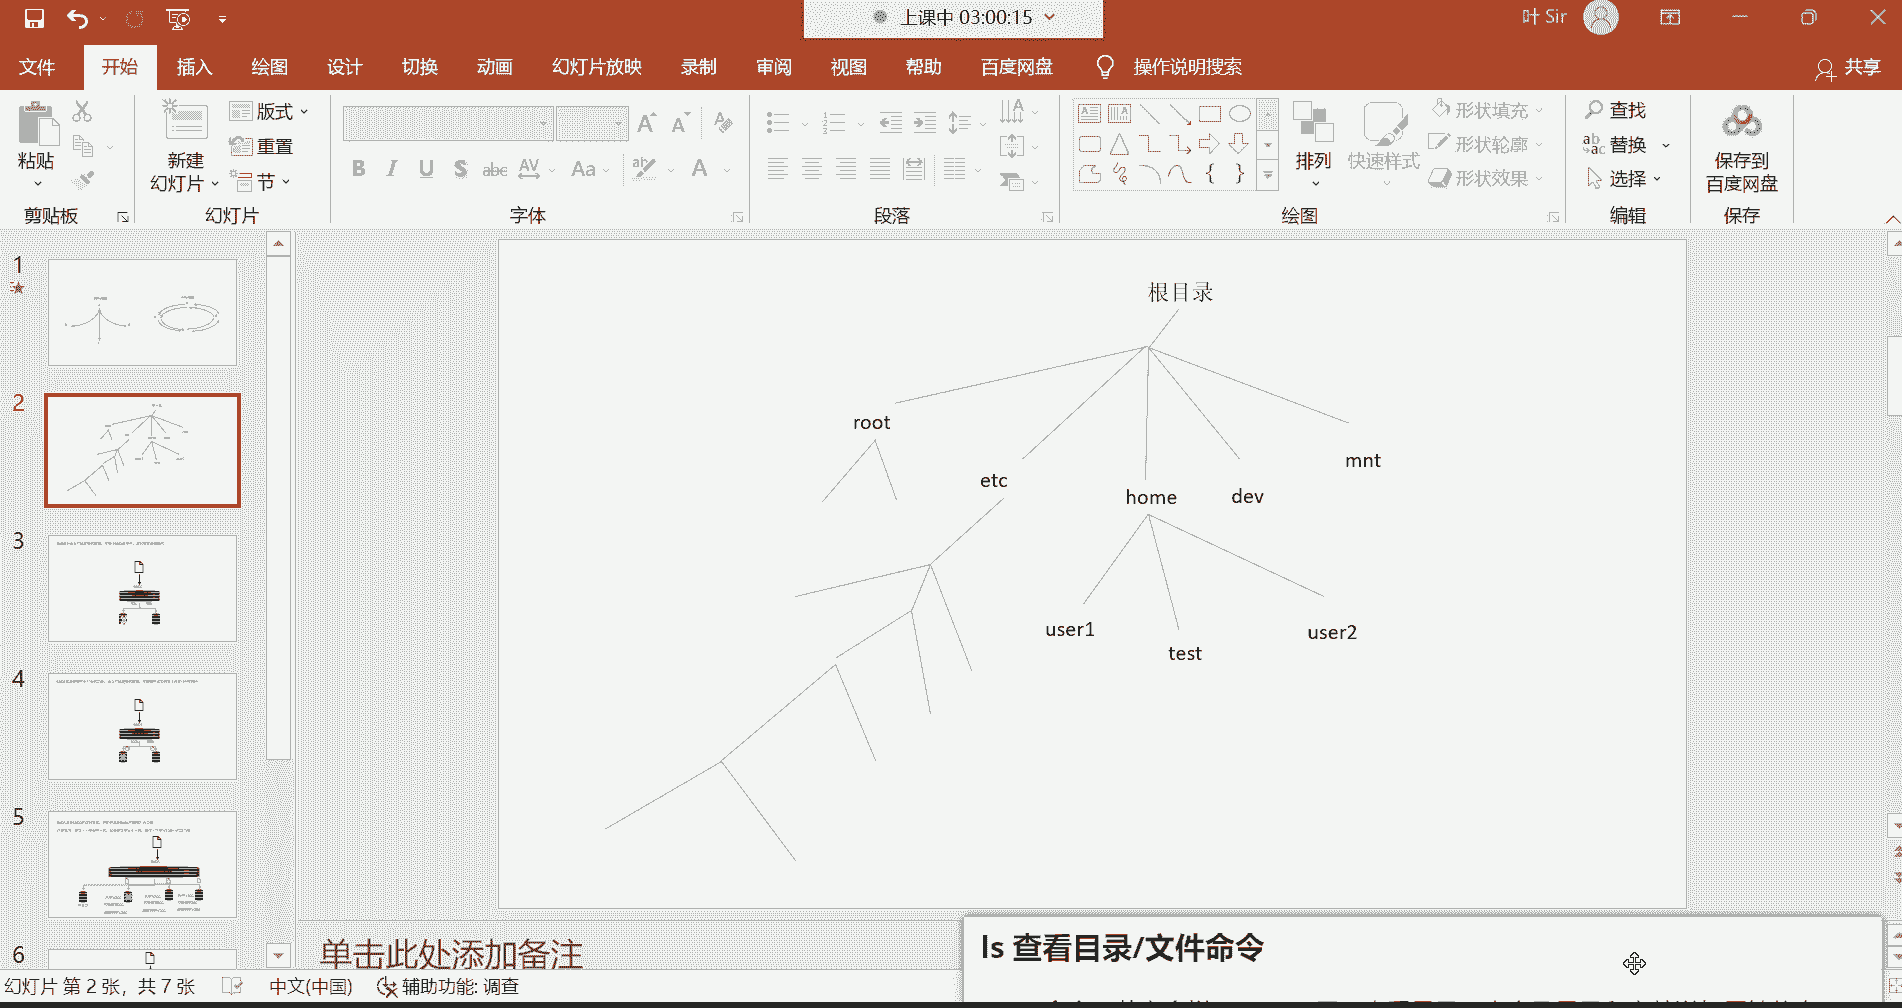 上课中 03:00:15
叶 Sir
文件 开始 插入 绘图 设计 切换 动画 幻灯片放映 录制 审阅 视图 帮助 百度网盘 操作说明搜索 共享
粘贴
剪贴板
新建
幻灯片
版式
重置
节
幻灯片
B I U S abc AV Aa A
字体
段落
排列
快速样式
形状填充
形状轮廓
形状效果
绘图
查找
替换
选择
编辑
保存到
百度网盘
保存
1
2
3
4
5
6
根目录
root
etc
home
dev
mnt
user1
test
user2
单击此处添加备注
ls 查看目录/文件命令
幻灯片 第 2 张，共 7 张 中文(中国) 辅助功能: 调查